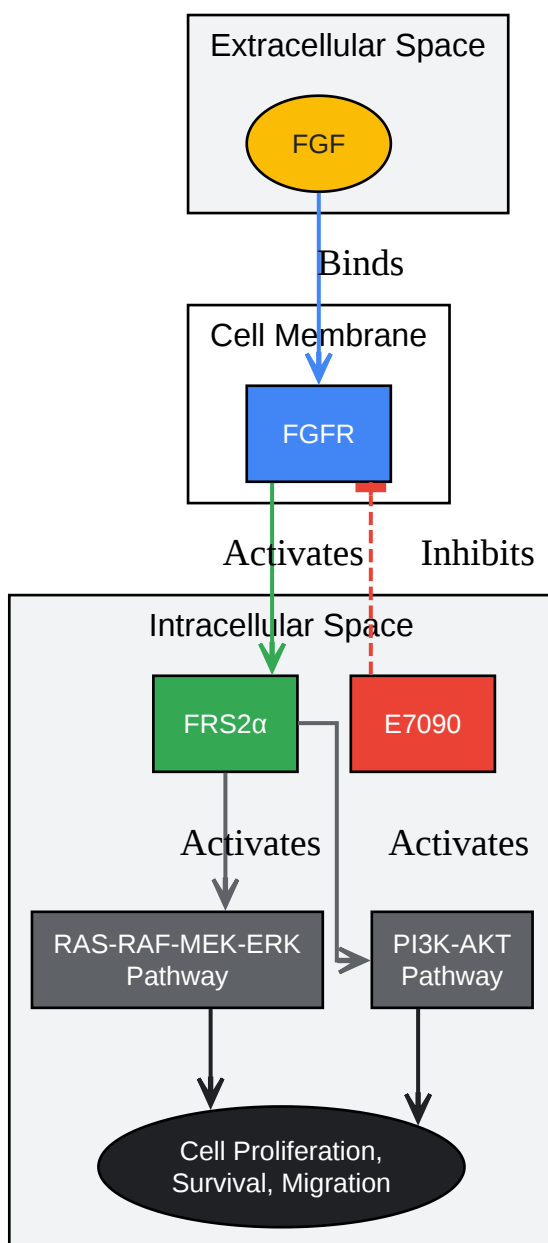 Extracellular Space
FGF
Binds
Cell Membrane
FGFR
Activates
Inhibits
Intracellular Space
FRS2α
E7090
Activates
Activates
RAS-RAF-MEK-ERK
Pathway
PI3K-AKT
Pathway
Cell Proliferation,
Survival, Migration